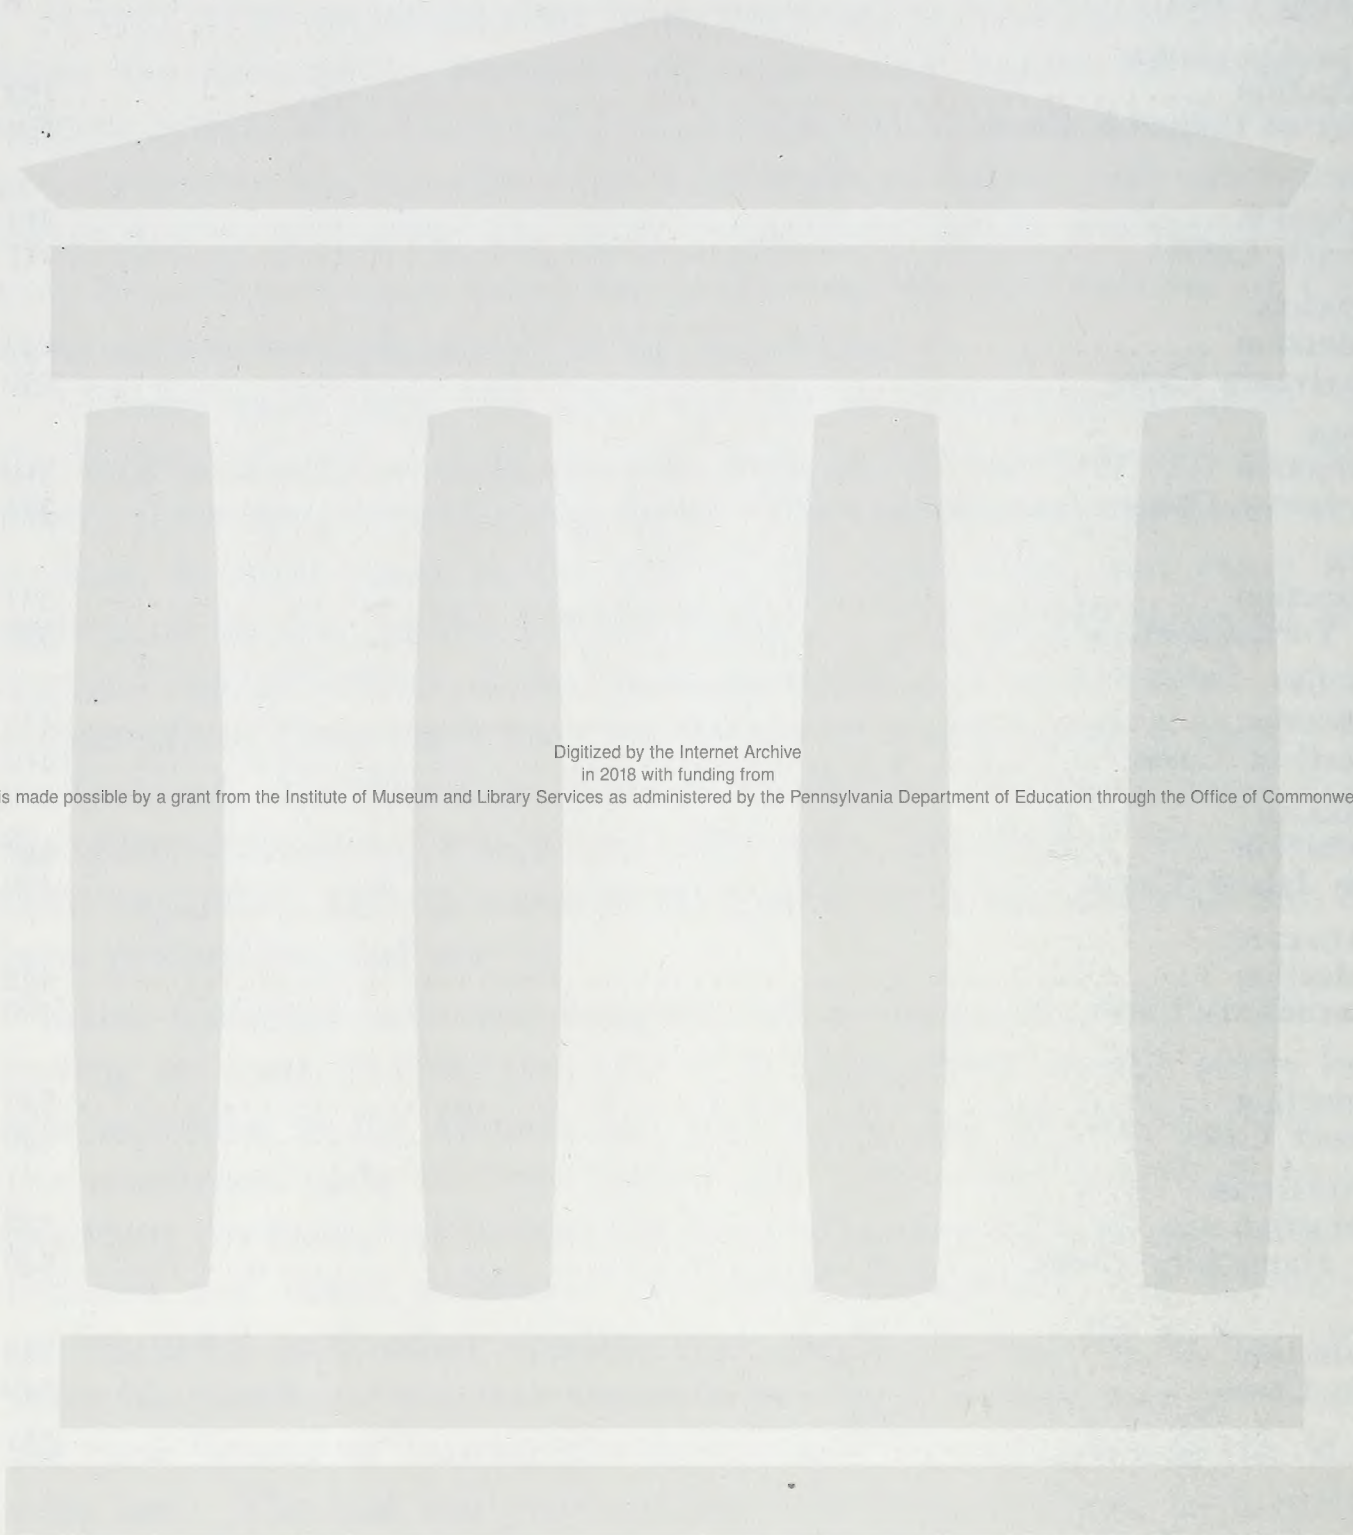 Digitized by the Internet Archive
in 2018 with funding from
is made possible by a grant from the Institute of Museum and Library Services as administered by the Pennsylvania Department of Education through the Office of Commonwe